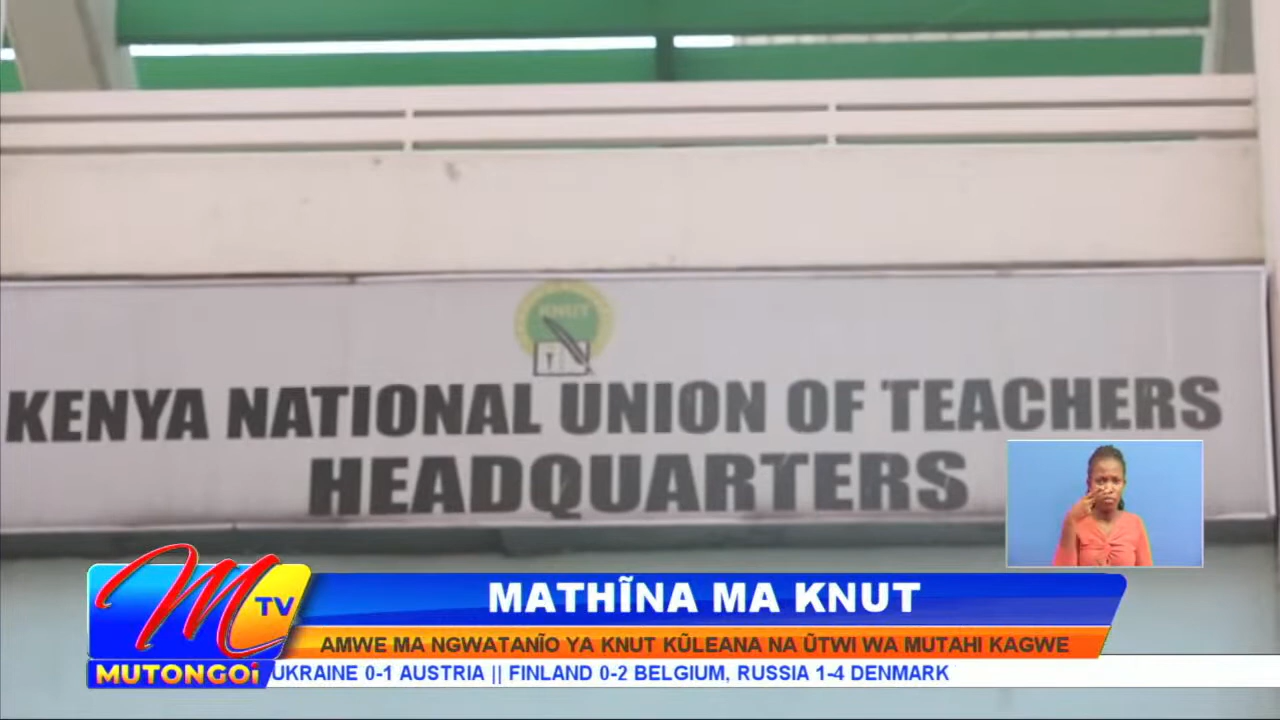 KNUT
KENYA NATIONAL UNION OF TEACHERS
HEADQUARTERS
M
TV
MUTONGOi
MATHĨNA MA KNUT
AMWE MA NGWATANĨO YA KNUT KŨLEANA NA ŨTWI WA MUTAHI KAGWE
UKRAINE 0-1 AUSTRIA || FINLAND 0-2 BELGIUM, RUSSIA 1-4 DENMARK